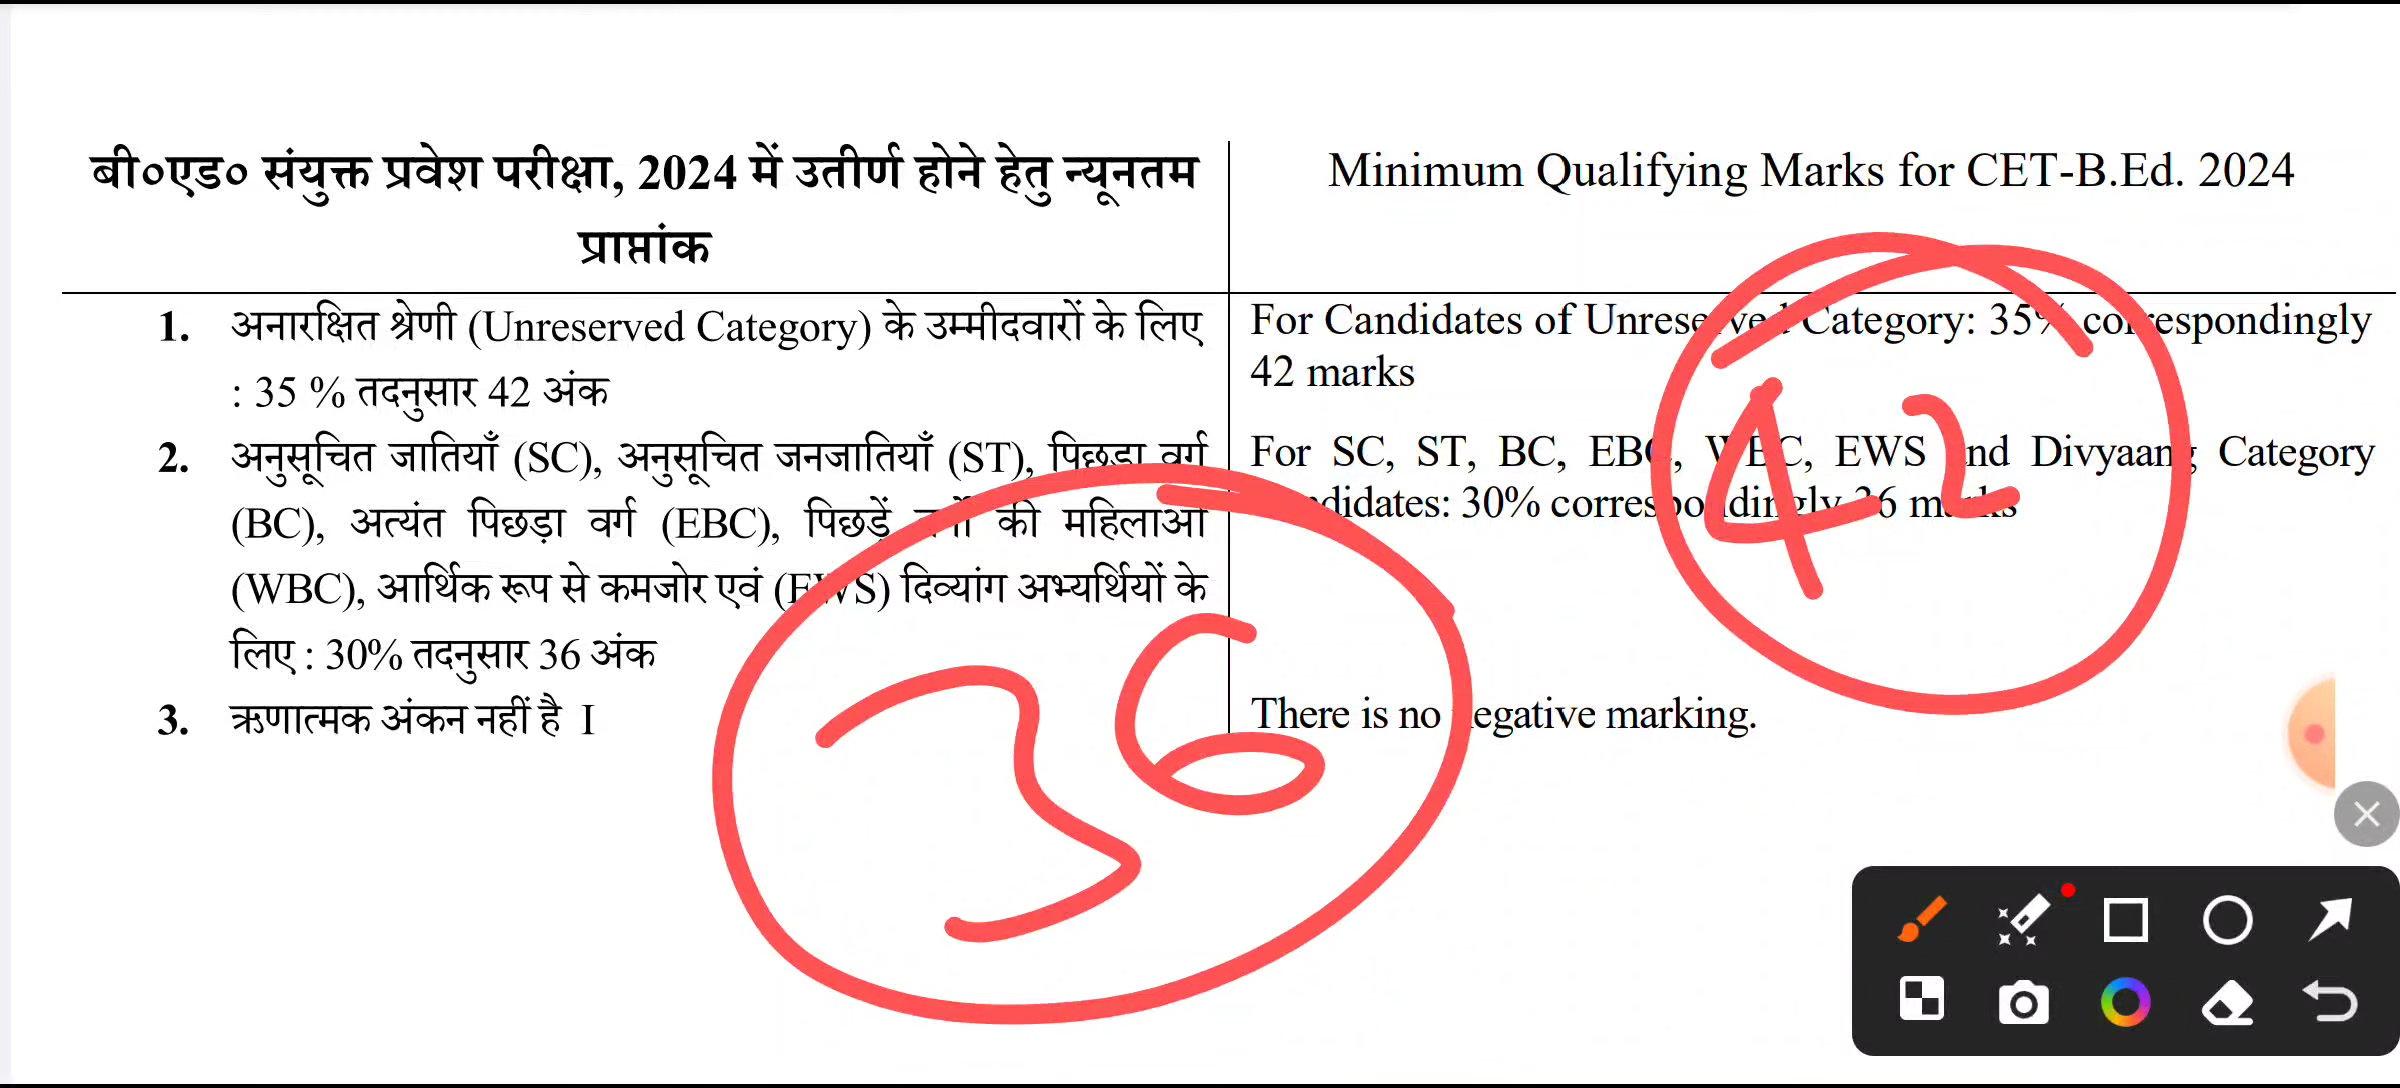 बी०एड० संयुक्त प्रवेश परीक्षा, 2024 में उतीर्ण होने हेतु न्यूनतम
प्राप्तांक
1. अनारक्षित श्रेणी (Unreserved Category) के उम्मीदवारों के लिए
: 35 % तदनुसार 42 अंक
2. अनुसूचित जातियाँ (SC), अनुसूचित जनजातियाँ (ST), पिछडा वर्ग
(BC), अत्यंत पिछड़ा वर्ग (EBC), पिछड़ें की महिलाओं
(WBC), आर्थिक रूप से कमजोर एवं (EWS) दिव्यांग अभ्यर्थियों के
लिए : 30% तदनुसार 36 अंक
3. ऋणात्मक अंकन नहीं है I
Minimum Qualifying Marks for CET-B.Ed. 2024
For Candidates of Unreserved Category: 35% correspondingly
42 marks
For SC, ST, BC, EBC, WBC, EWS and Divyaang Category
Candidates: 30% correspondingly 36 marks
There is no negative marking.
42
36